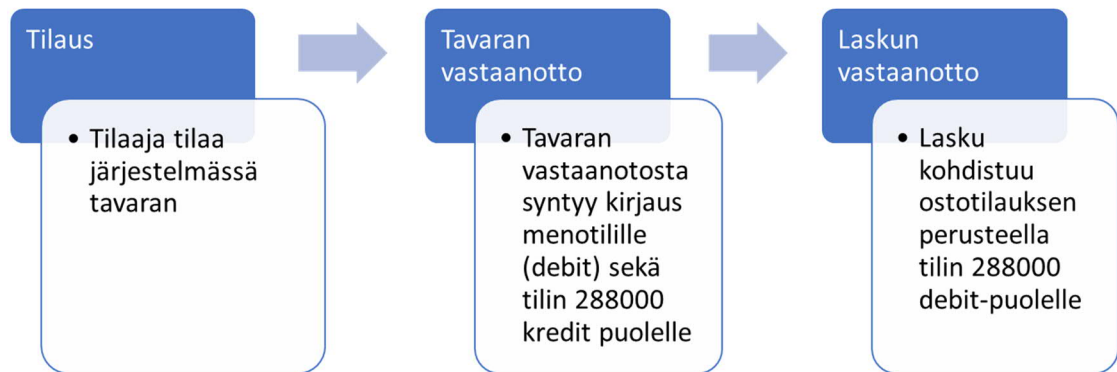 Tilaus
• Tilaaja tilaa
järjestelmässä
tavaran
Tavaran
vastaanotto
• Tavaran
vastaanotosta
syntyy kirjaus
menotilille
(debit) sekä
tilin 288000
kredit puolelle
Laskun
vastaanotto
• Lasku
kohdistuu
ostotilauksen
perusteella
tilin 288000
debit-puolelle